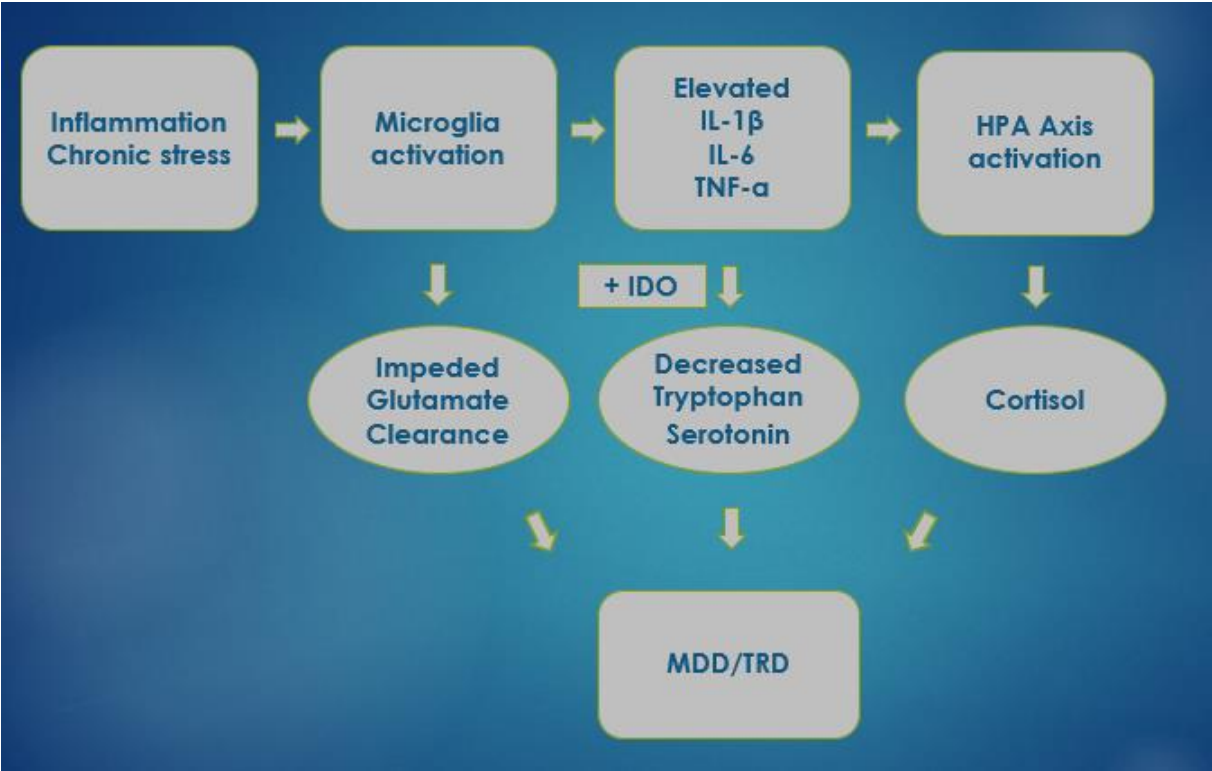 Inflammation
Chronic stress
Microglia
activation
Elevated
IL-1β
IL-6
TNF-α
HPA Axis
activation
+ IDO
Impeded
Glutamate
Clearance
Decreased
Tryptophan
Serotonin
Cortisol
MDD/TRD